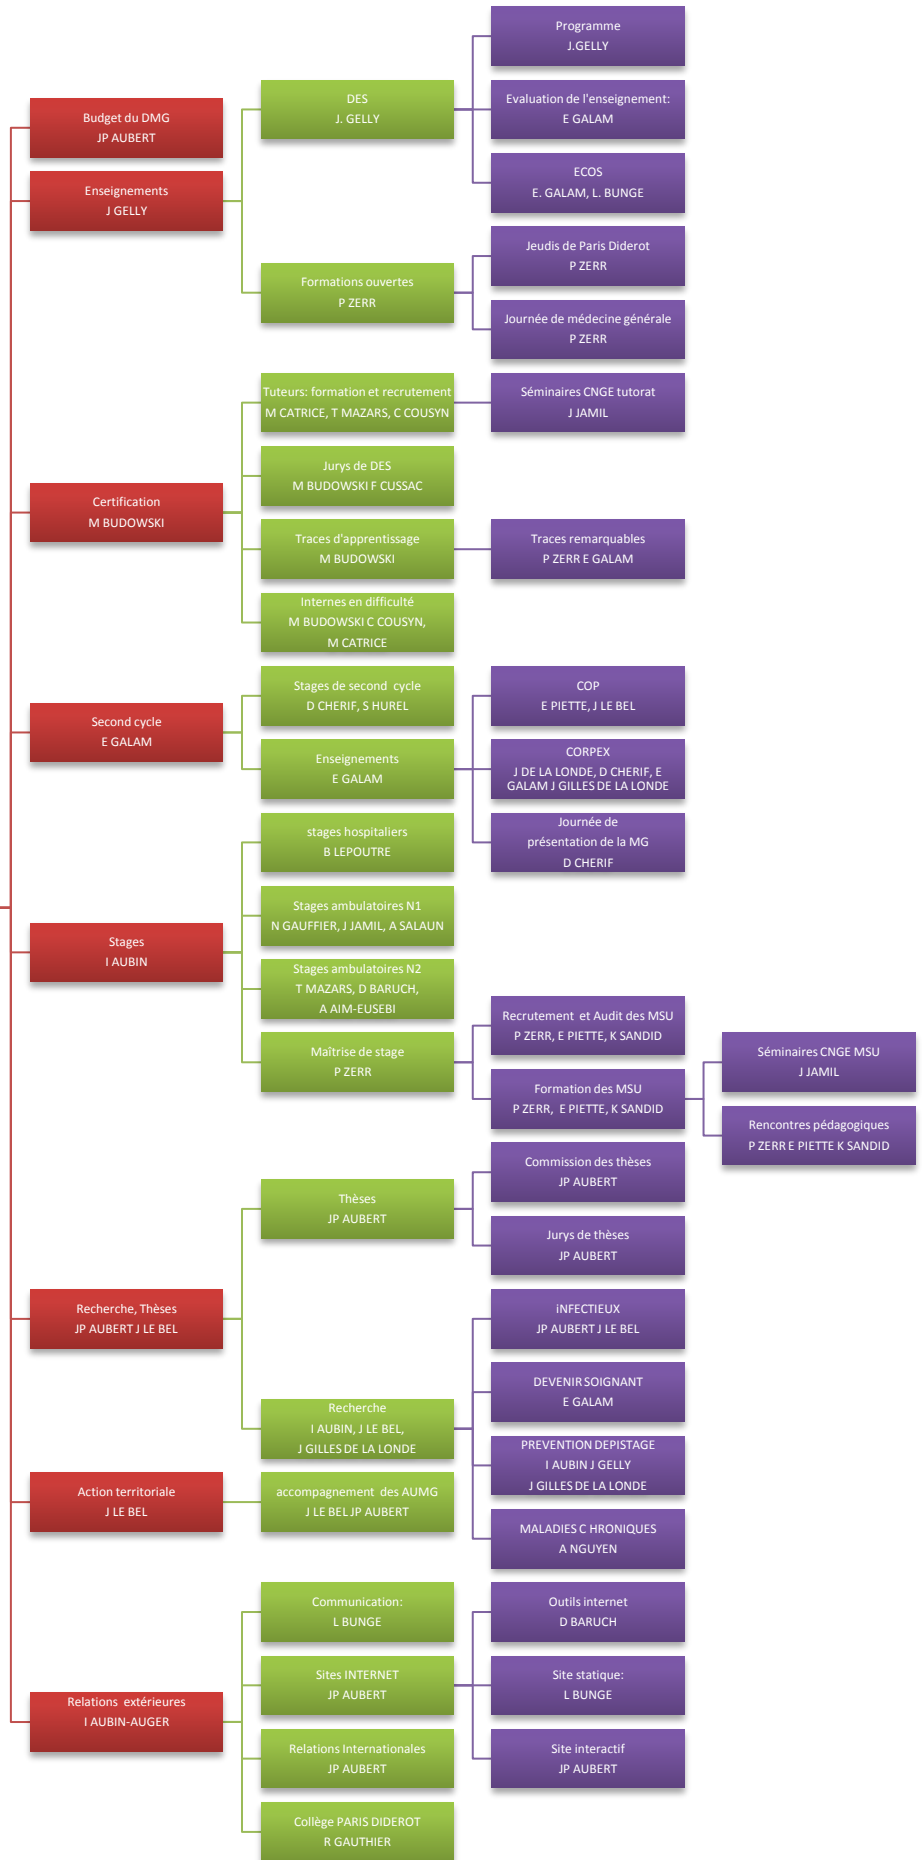 Budget du DMG
JP AUBERT
Enseignements
J GELLY
DES
J. GELLY
Programme
J.GELLY
Evaluation de l'enseignement:
E GALAM
ECOS
E. GALAM, L. BUNGE
Formations ouvertes
P ZERR
Jeudis de Paris Diderot
P ZERR
Journée de médecine générale
P ZERR
Certification
M BUDOWSKI
Tuteurs: formation et recrutement
M CATRICE, T MAZARS, C COUSYN
Séminaires CNGE tutorat
J JAMIL
Jurys de DES
M BUDOWSKI F CUSSAC
Traces d'apprentissage
M BUDOWSKI
Traces remarquables
P ZERR E GALAM
Internes en difficulté
M BUDOWSKI C COUSYN,
M CATRICE
Second cycle
E GALAM
Stages de second  cycle
D CHERIF, S HUREL
Enseignements
E GALAM
COP
E PIETTE, J LE BEL
CORPEX
J DE LA LONDE, D CHERIF, E
GALAM J GILLES DE LA LONDE
Journée de
présentation de la MG
D CHERIF
Stages
I AUBIN
stages hospitaliers
B LEPOUTRE
Stages ambulatoires N1
N GAUFFIER, J JAMIL, A SALAUN
Stages ambulatoires N2
T MAZARS, D BARUCH,
A AIM-EUSEBI
Maîtrise de stage
P ZERR
Recrutement  et Audit des MSU
P ZERR, E PIETTE, K SANDID
Formation des MSU
P ZERR,  E PIETTE, K SANDID
Séminaires CNGE MSU
J JAMIL
Rencontres pédagogiques
P ZERR E PIETTE K SANDID
Recherche, Thèses
JP AUBERT J LE BEL
Thèses
JP AUBERT
Commission des thèses
JP AUBERT
Jurys de thèses
JP AUBERT
Recherche
I AUBIN, J LE BEL,
J GILLES DE LA LONDE
iNFECTIEUX
JP AUBERT J LE BEL
DEVENIR SOIGNANT
E GALAM
PREVENTION DEPISTAGE
I AUBIN J GELLY
J GILLES DE LA LONDE
MALADIES C HRONIQUES
A NGUYEN
Action territoriale
J LE BEL
accompagnement  des AUMG
J LE BEL JP AUBERT
Relations  extérieures
I AUBIN-AUGER
Communication:
L BUNGE
Sites INTERNET
JP AUBERT
Outils internet
D BARUCH
Site statique:
L BUNGE
Site interactif
JP AUBERT
Relations Internationales
JP AUBERT
Collège PARIS DIDEROT
R GAUTHIER